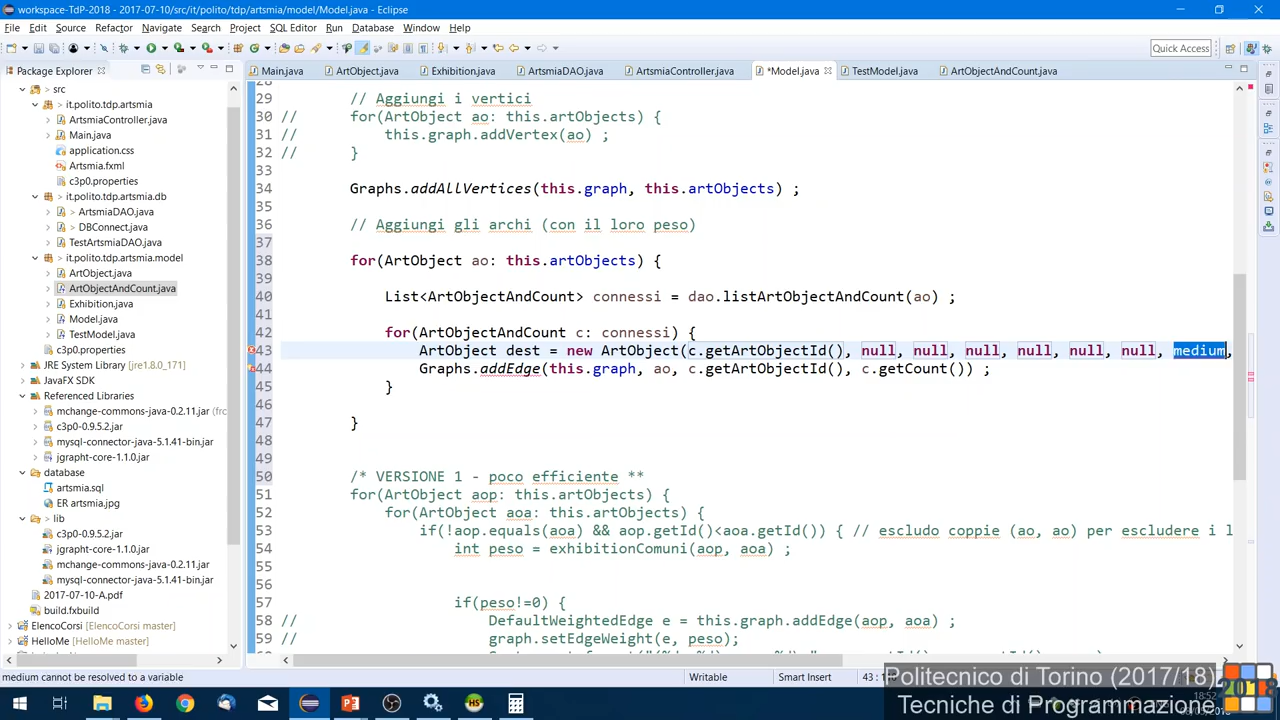 workspace-TdP-2018 - 2017-07-10/src/it/polito/tdp/artsmia/model/Model.java - Eclipse
File Edit Source Refactor Navigate Search Project SQL Editor Run Database Window Help
Quick Access
Package Explorer
Main.java ArtObject.java Exhibition.java ArtsmiaDAO.java ArtsmiaController.java *Model.java TestModel.java ArtObjectAndCount.java
src
it.polito.tdp.artsmia
ArtsmiaController.java
Main.java
application.css
Artsmia.fxml
c3p0.properties
it.polito.tdp.artsmia.db
> ArtsmiaDAO.java
> DBConnect.java
TestArtsmiaDAO.java
it.polito.tdp.artsmia.model
ArtObject.java
ArtObjectAndCount.java
Exhibition.java
Model.java
TestModel.java
c3p0.properties
JRE System Library [jre1.8.0_171]
JavaFX SDK
Referenced Libraries
mchange-commons-java-0.2.11.jar
c3p0-0.9.5.2.jar
mysql-connector-java-5.1.41-bin.jar
jgrapht-core-1.1.0.jar
database
artsmia.sql
ER artsmia.jpg
lib
c3p0-0.9.5.2.jar
jgrapht-core-1.1.0.jar
mchange-commons-java-0.2.11.jar
mysql-connector-java-5.1.41-bin.jar
2017-07-10-A.pdf
build.fxbuild
ElencoCorsi [ElencoCorsi master]
HelloMe [HelloMe master]
29 // Aggiungi i vertici
30 // for(ArtObject ao: this.artObjects) {
31 // this.graph.addVertex(ao) ;
32 // }
33
34 Graphs.addAllVertices(this.graph, this.artObjects) ;
35
36 // Aggiungi gli archi (con il loro peso)
37
38 for(ArtObject ao: this.artObjects) {
39
40 List<ArtObjectAndCount> connessi = dao.listArtObjectAndCount(ao) ;
41
42 for(ArtObjectAndCount c: connessi) {
43 ArtObject dest = new ArtObject(c.getArtObjectId(), null, null, null, null, null, null, medium,
44 Graphs.addEdge(this.graph, ao, c.getArtObjectId(), c.getCount()) ;
45 }
46
47 }
48
49
50 /* VERSIONE 1 - poco efficiente **
51 for(ArtObject aop: this.artObjects) {
52 for(ArtObject aoa: this.artObjects) {
53 if(!aop.equals(aoa) && aop.getId()<aoa.getId()) { // escludo coppie (ao, ao) per escludere i l
54 int peso = exhibitionComuni(aop, aoa) ;
55
56
57 if(peso!=0) {
58 // DefaultWeightedEdge e = this.graph.addEdge(aop, aoa) ;
59 // graph.setEdgeWeight(e, peso);
medium cannot be resolved to a variable
Writable
Smart Insert
43 :
Politecnico di Torino (2017/18)
Tecniche di Programmazione
2018
18:52